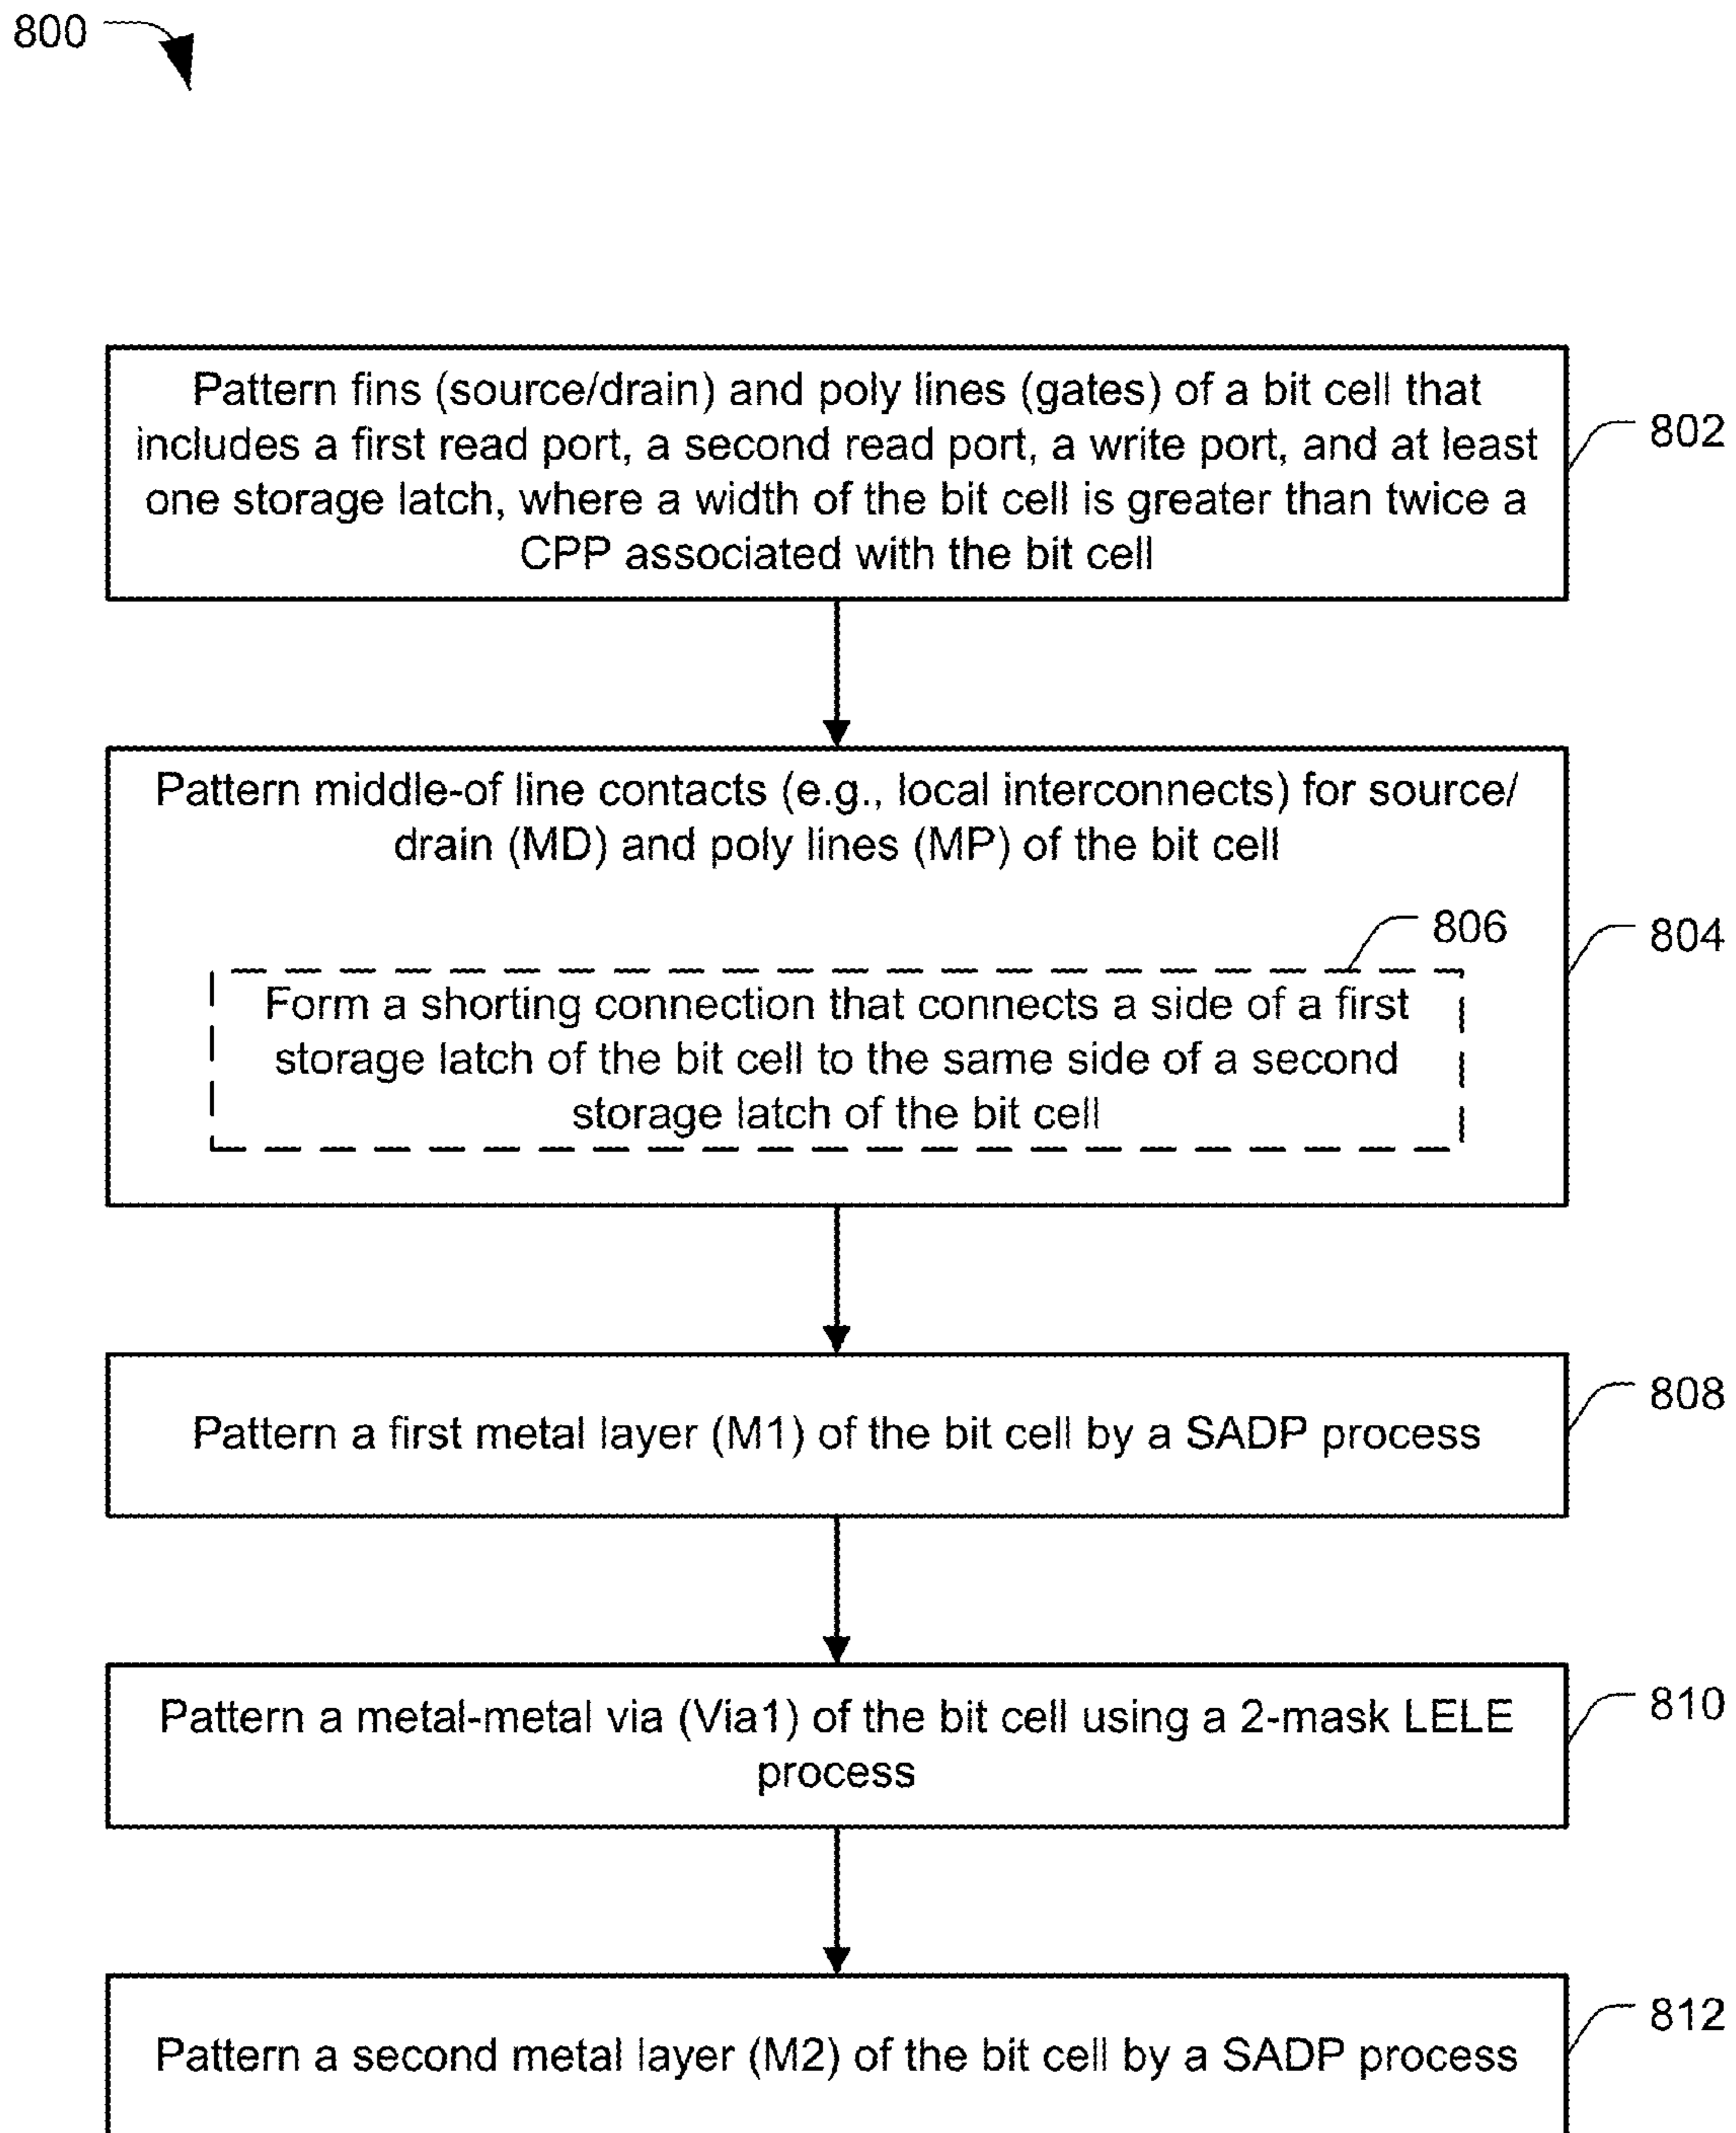 800
Pattern fins (source/drain) and poly lines (gates) of a bit cell that
includes a first read port, a second read port, a write port, and at least
one storage latch, where a width of the bit cell is greater than twice a
CPP associated with the bit cell
802
Pattern middle-of line contacts (e.g., local interconnects) for source/
drain (MD) and poly lines (MP) of the bit cell
804
806
Form a shorting connection that connects a side of a first
storage latch of the bit cell to the same side of a second
storage latch of the bit cell
Pattern a first metal layer (M1) of the bit cell by a SADP process
808
Pattern a metal-metal via (Via1) of the bit cell using a 2-mask LELE
process
810
Pattern a second metal layer (M2) of the bit cell by a SADP process
812